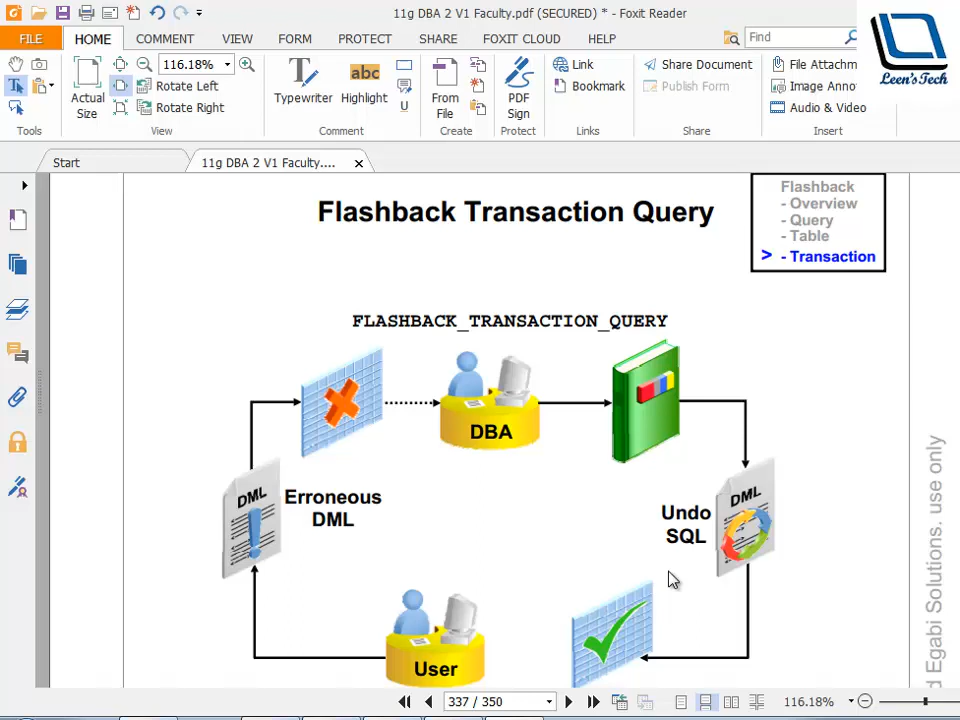 11g DBA 2 V1 Faculty.pdf (SECURED) * - Foxit Reader
FILE HOME COMMENT VIEW FORM PROTECT SHARE FOXIT CLOUD HELP Find
116.18% Rotate Left Rotate Right
Actual Size
Typewriter Highlight
abc
U
From File
PDF Sign
Link
Bookmark
Share Document
Publish Form
File Attachm
Image Anno
Audio & Video
Tools View Comment Create Protect Links Share Insert
Leen'sTech
Start 11g DBA 2 V1 Faculty....
Flashback Transaction Query
Flashback
- Overview
- Query
- Table
> - Transaction
FLASHBACK_TRANSACTION_QUERY
DBA
DML
Erroneous
DML
DML
Undo
SQL
User
d Egabi Solutions. use only
337 / 350 116.18%